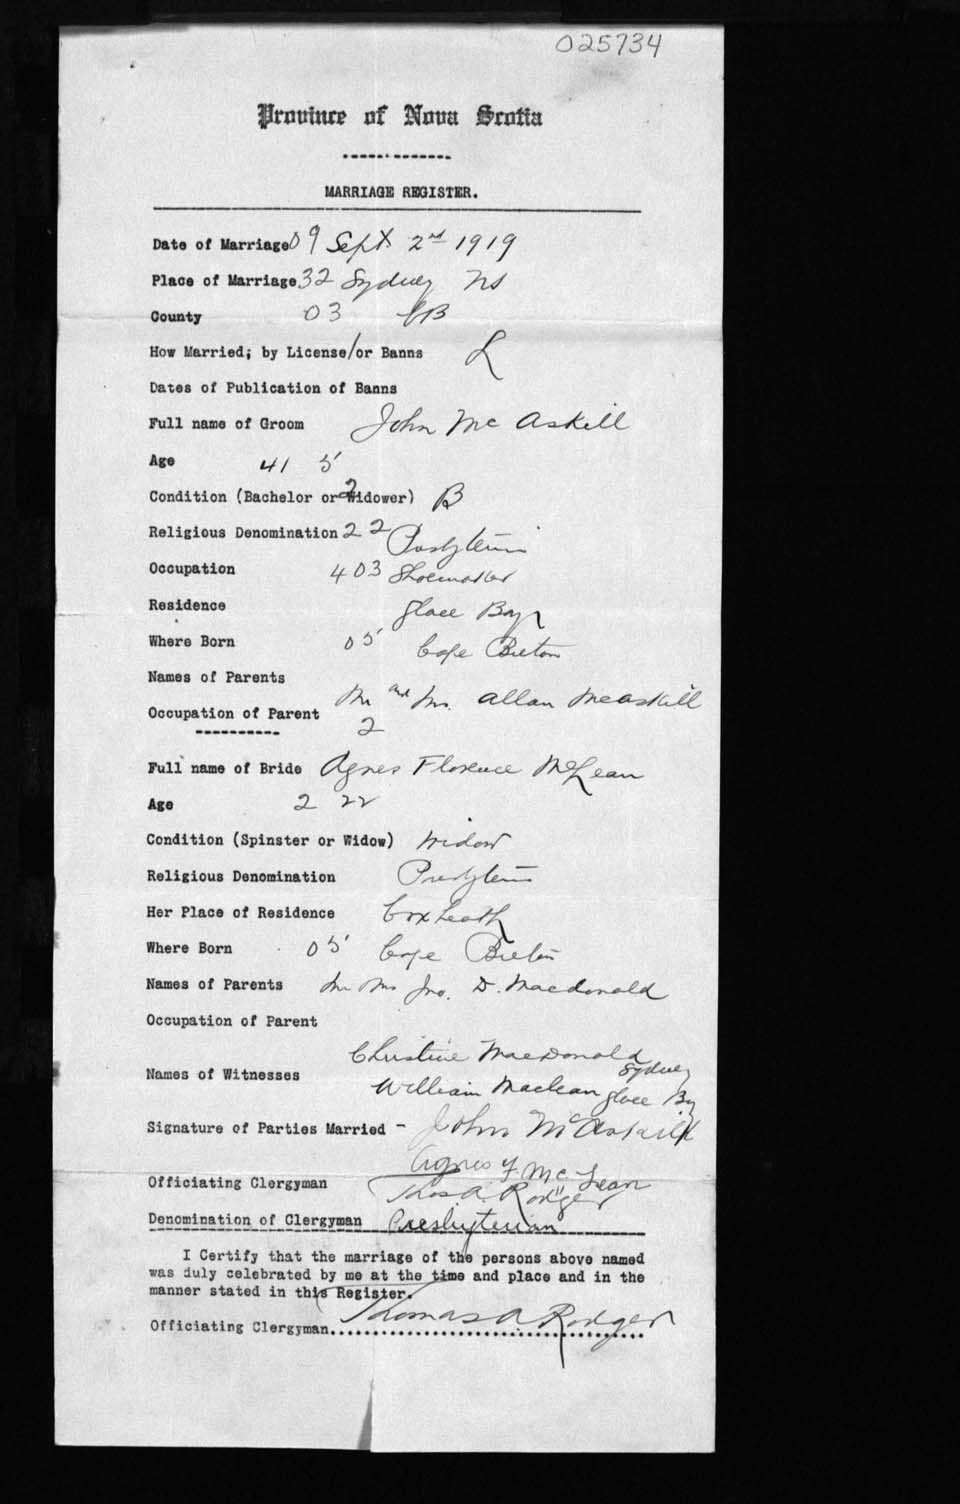 025734
Province of Nova Scotia
MARRIAGE REGISTER.
Date of Marriage 09 Sept 2nd 1919
Place of Marriage 32 Sydney NS
County 03 CB
How Married; by License/or Banns L
Dates of Publication of Banns
Full name of Groom John Mc Askill
Age 41 5
Condition (Bachelor or Widower) 2 B
Religious Denomination 22 Presbyterian
Occupation 403 Shoemaker
Residence Glace Bay
Where Born 05 Cape Breton
Names of Parents
Mr and Mrs. Allan McAskill
Occupation of Parent 2
Full name of Bride Agnes Florence McLean
Age 2 22
Condition (Spinster or Widow) Widow
Religious Denomination Presbyterian
Her Place of Residence Coxheath
Where Born 05 Cape Breton
Names of Parents Mr Mrs Jno. D. Macdonald
Occupation of Parent
Christine MacDonald Sydney
Names of Witnesses
William Maclean Glace Bay
Signature of Parties Married - John McAskill
Agnes F McLean
Officiating Clergyman Thos. A. Rodger
Denomination of Clergyman Presbyterian
I Certify that the marriage of the persons above named
was duly celebrated by me at the time and place and in the
manner stated in this Register.
Officiating Clergyman Thomas A Rodger